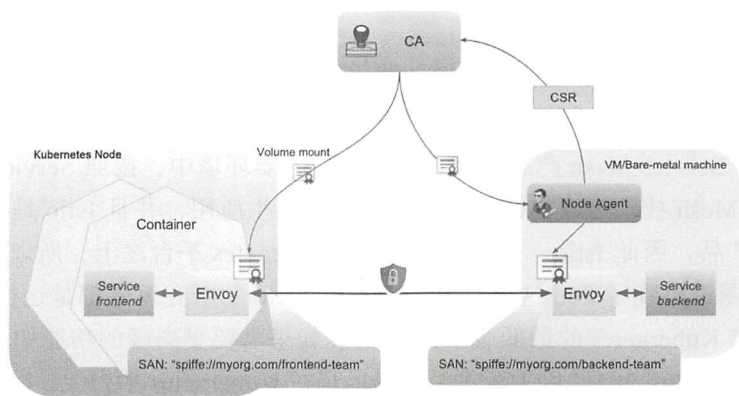 CA
CSR
Kubernetes Node
Volume mount
VM/Bare-metal machine
Container
Node Agent
Service
frontend
Envoy
Envoy
Service
backend
SAN: "spiffe://myorg.com/frontend-team"
SAN: "spiffe://myorg.com/backend-team"